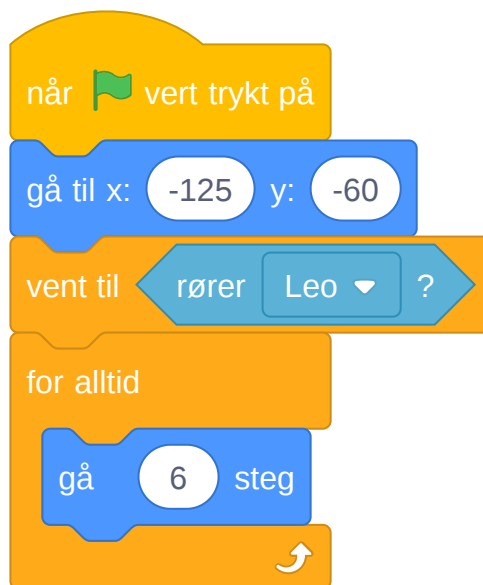 når vert trykt på
gå til x: -125 y: -60
vent til rører Leo ?
for alltid
gå 6 steg